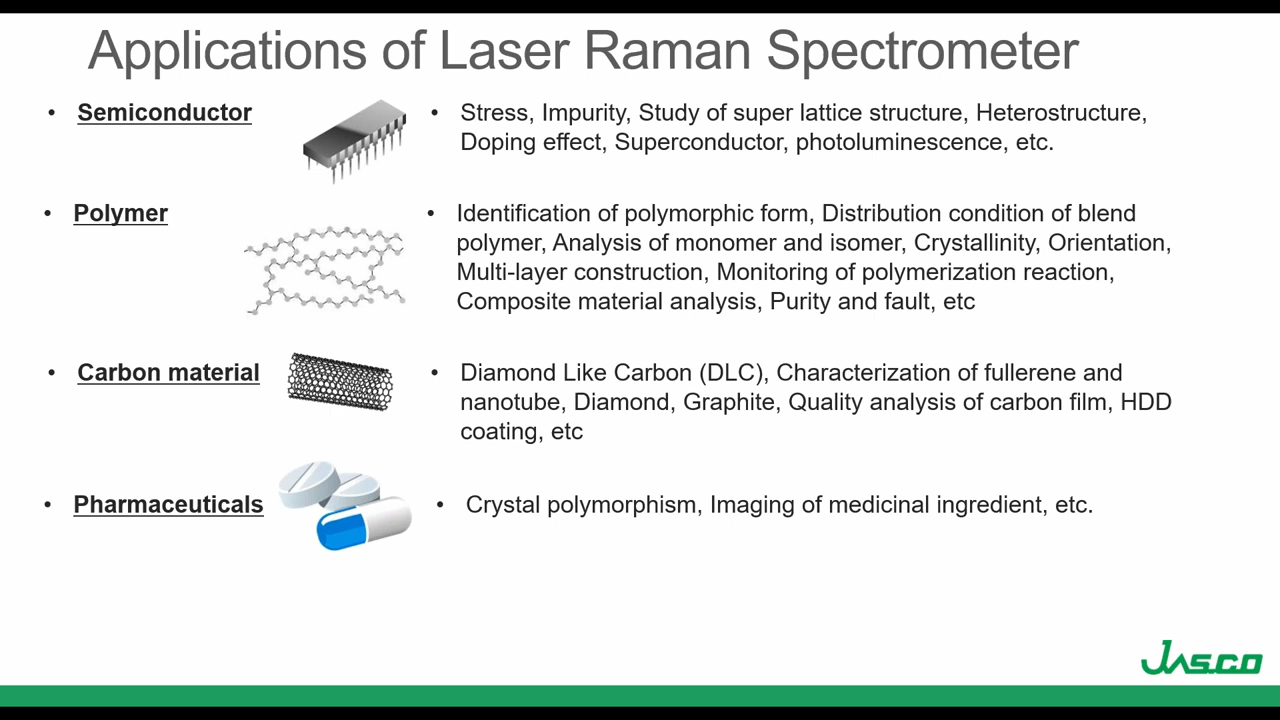 Applications of Laser Raman Spectrometer
• Semiconductor
• Stress, Impurity, Study of super lattice structure, Heterostructure,
Doping effect, Superconductor, photoluminescence, etc.
• Polymer
• Identification of polymorphic form, Distribution condition of blend
polymer, Analysis of monomer and isomer, Crystallinity, Orientation,
Multi-layer construction, Monitoring of polymerization reaction,
Composite material analysis, Purity and fault, etc
• Carbon material
• Diamond Like Carbon (DLC), Characterization of fullerene and
nanotube, Diamond, Graphite, Quality analysis of carbon film, HDD
coating, etc
• Pharmaceuticals
• Crystal polymorphism, Imaging of medicinal ingredient, etc.
Jasco